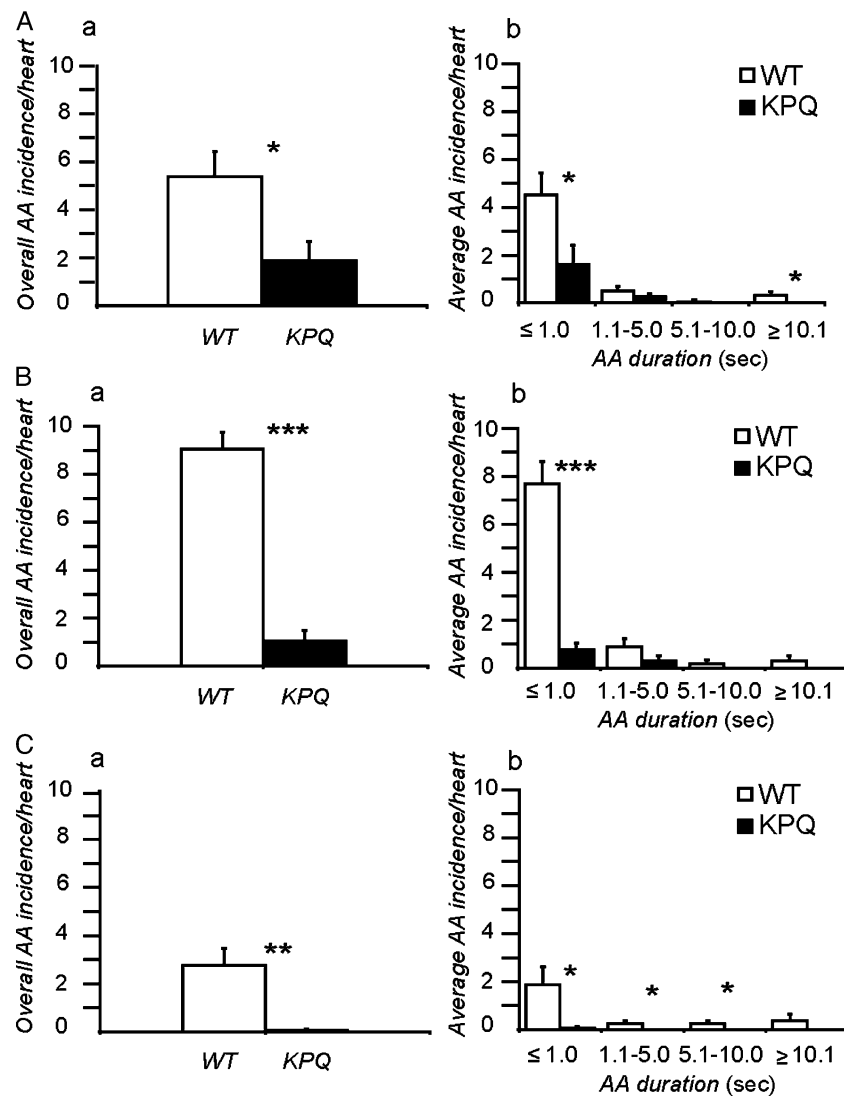 A
a
Overall AA incidence/heart
10
8
6
4
2
0
*
WT KPQ
b
Average AA incidence/heart
10
8
6
4
2
0
WT
KPQ
*
*
≤ 1.0 1.1-5.0 5.1-10.0 ≥ 10.1
AA duration (sec)
B
a
Overall AA incidence/heart
10
8
6
4
2
0
***
WT KPQ
b
Average AA incidence/heart
10
8
6
4
2
0
WT
KPQ
***
≤ 1.0 1.1-5.0 5.1-10.0 ≥ 10.1
AA duration (sec)
C
a
Overall AA incidence/heart
10
8
6
4
2
0
**
WT KPQ
b
Average AA incidence/heart
10
8
6
4
2
0
WT
KPQ
* * *
≤ 1.0 1.1-5.0 5.1-10.0 ≥ 10.1
AA duration (sec)